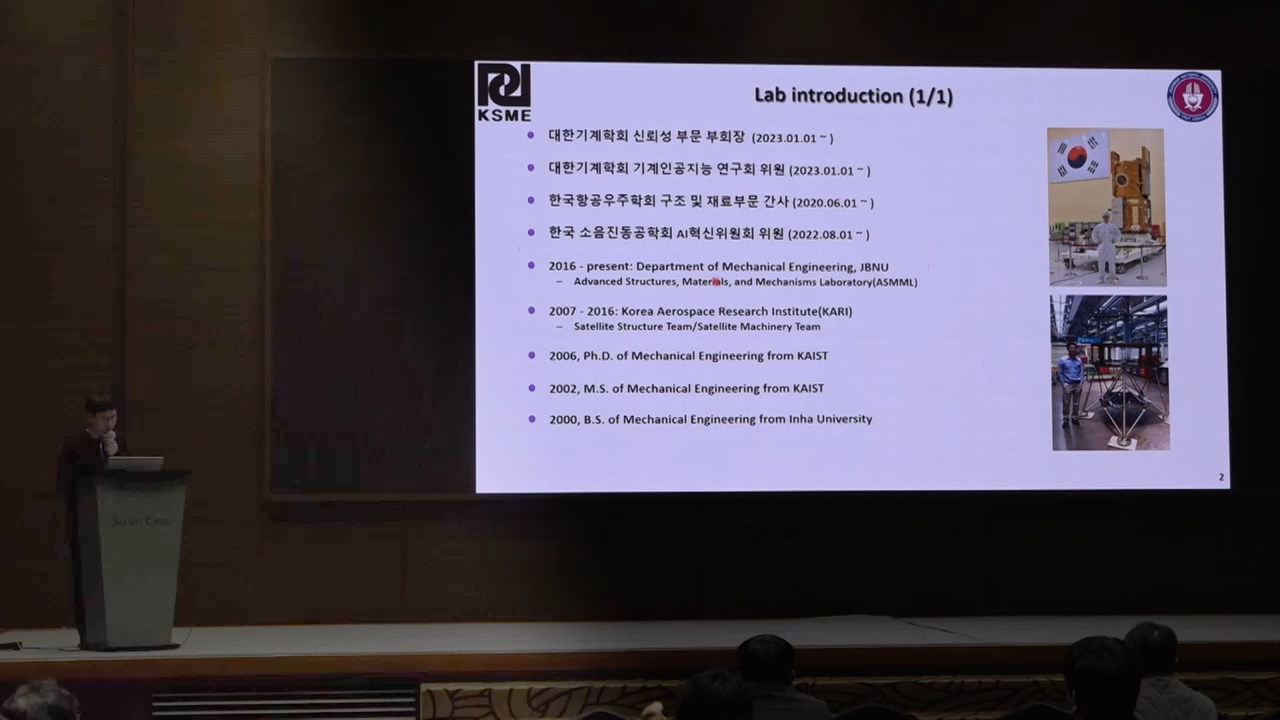 KSME
Lab introduction (1/1)
대한기계학회 신뢰성 부문 부회장 (2023.01.01 ~ )
대한기계학회 기계인공지능 연구회 위원 (2023.01.01 ~ )
한국항공우주학회 구조 및 재료부문 간사 (2020.06.01 ~ )
한국 소음진동공학회 AI혁신위원회 위원 (2022.08.01 ~ )
2016 - present: Department of Mechanical Engineering, JBNU
– Advanced Structures, Materials, and Mechanisms Laboratory(ASMML)
2007 - 2016: Korea Aerospace Research Institute(KARI)
– Satellite Structure Team/Satellite Machinery Team
2006, Ph.D. of Mechanical Engineering from KAIST
2002, M.S. of Mechanical Engineering from KAIST
2000, B.S. of Mechanical Engineering from Inha University
2